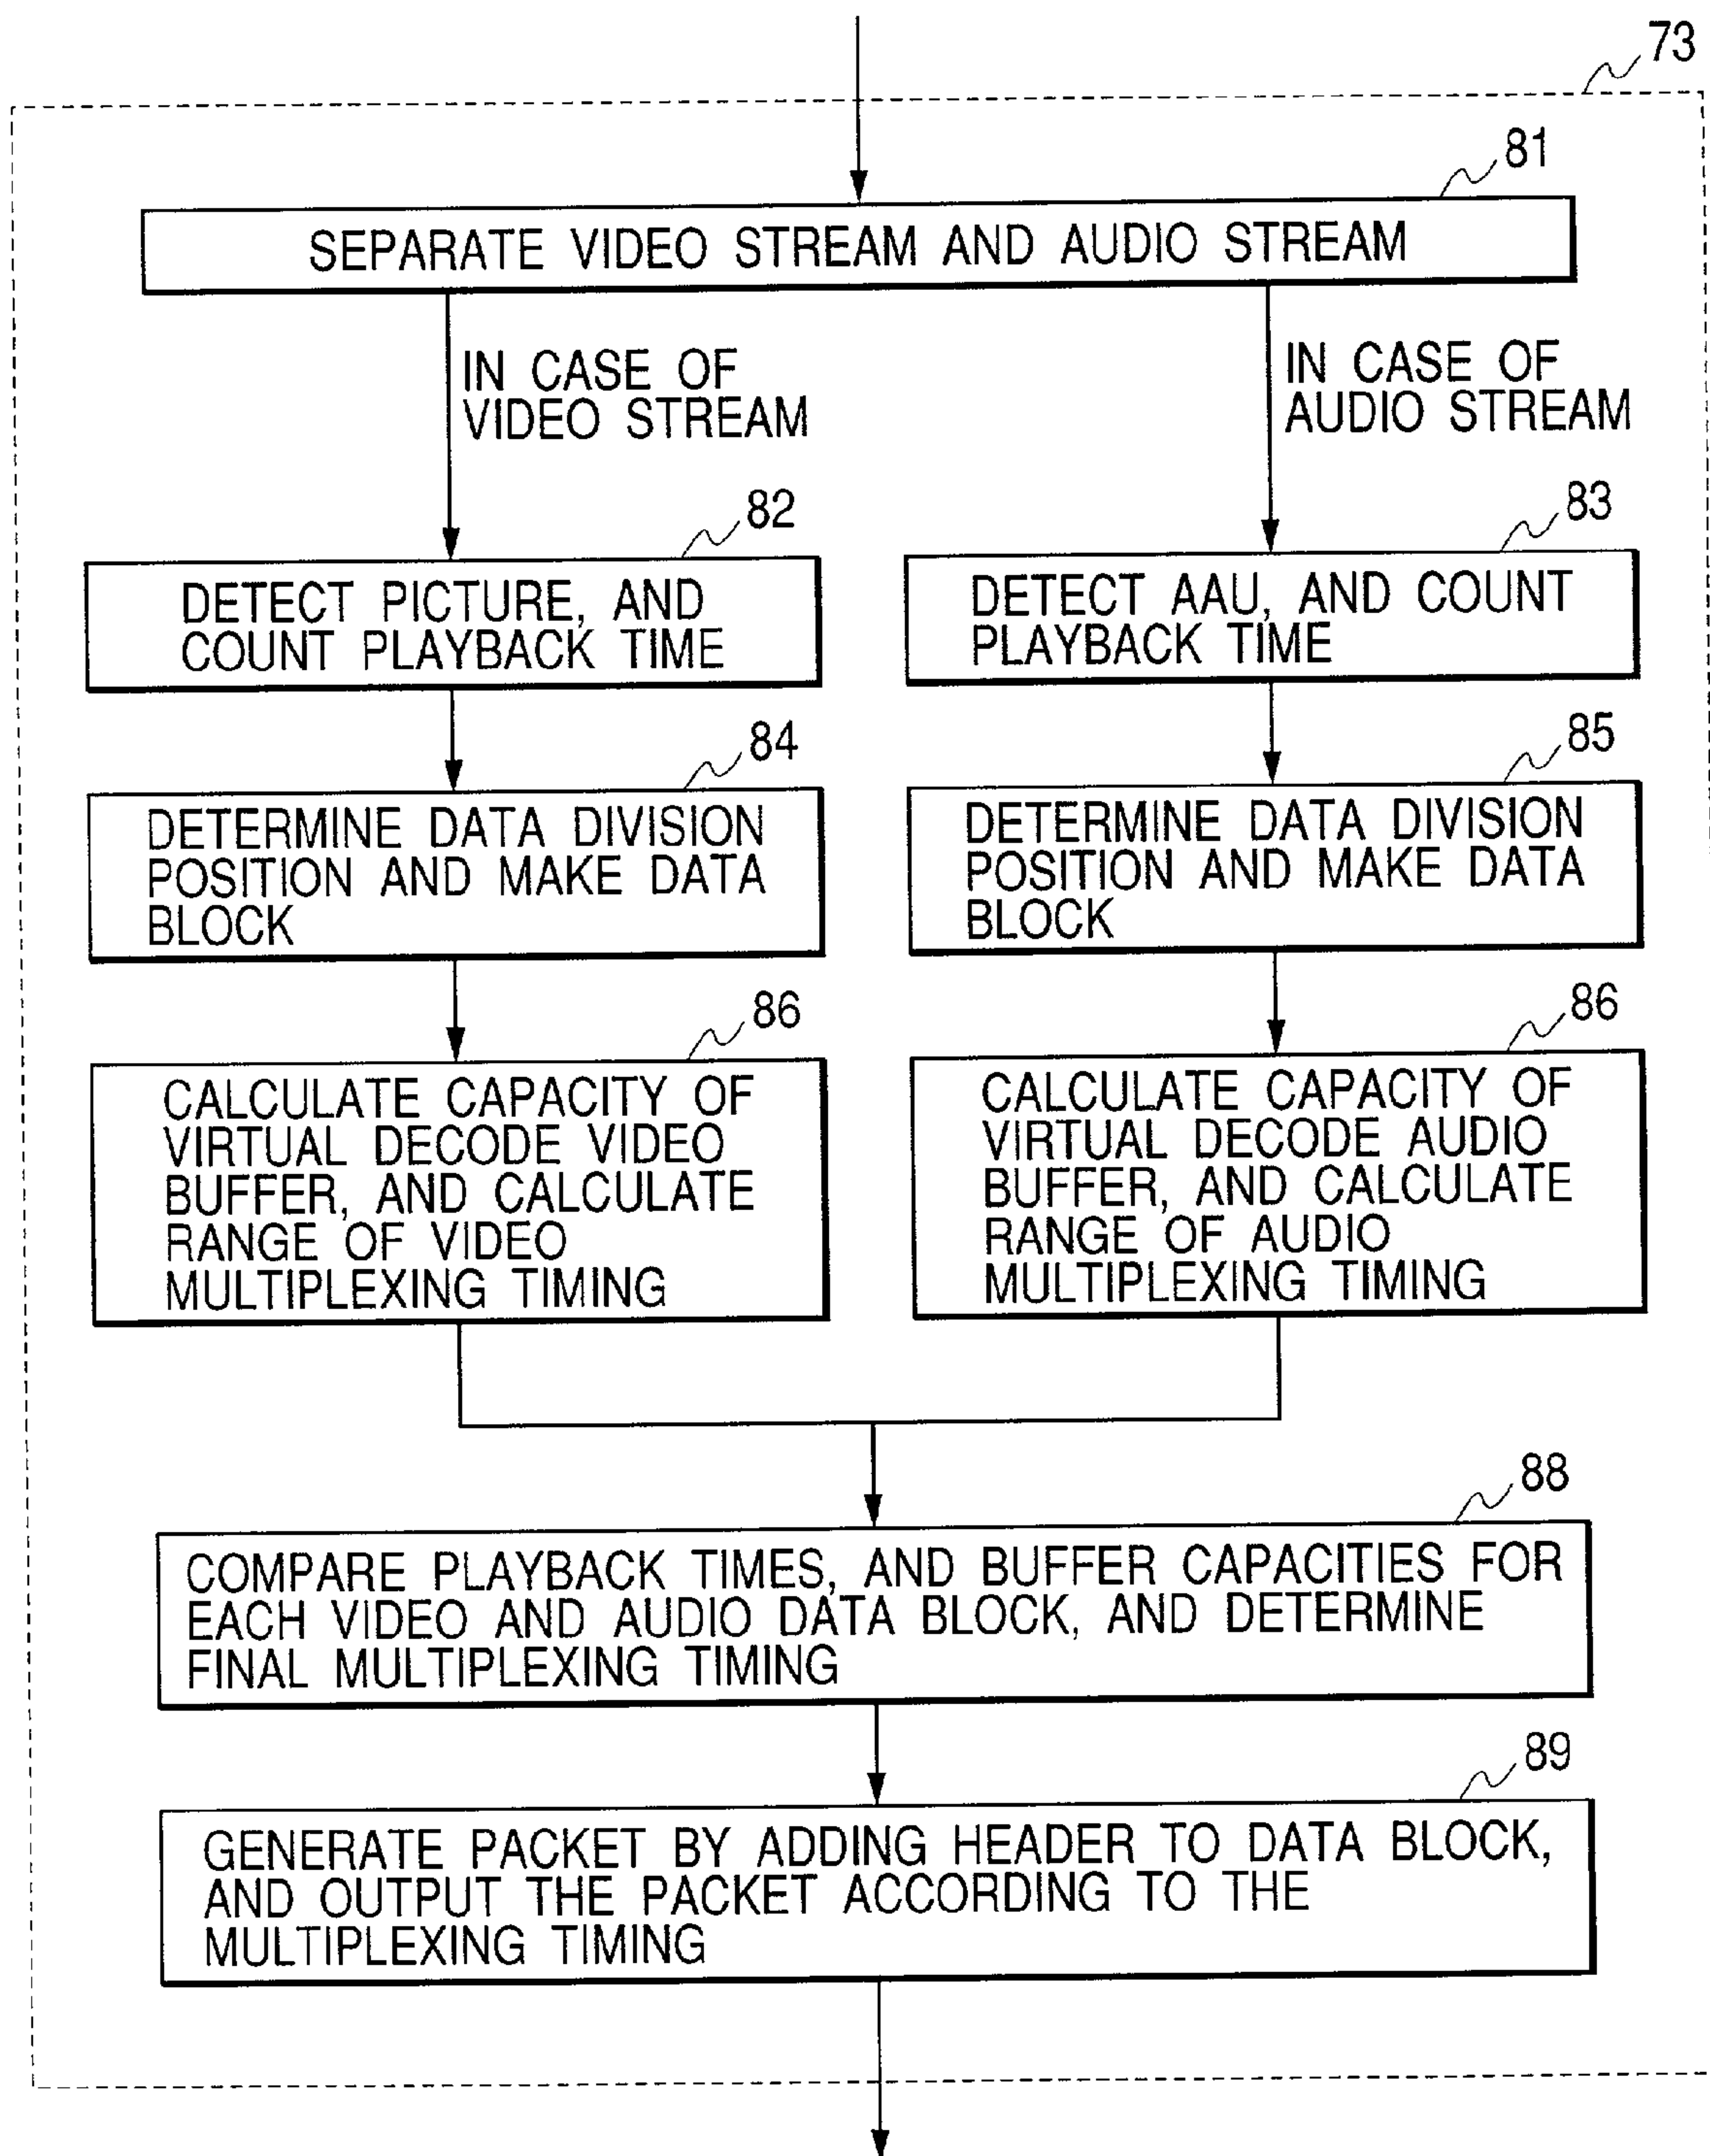 73
81
SEPARATE VIDEO STREAM AND AUDIO STREAM
IN CASE OF
VIDEO STREAM
IN CASE OF
AUDIO STREAM
82
DETECT PICTURE, AND
COUNT PLAYBACK TIME
83
DETECT AAU, AND COUNT
PLAYBACK TIME
84
DETERMINE DATA DIVISION
POSITION AND MAKE DATA
BLOCK
85
DETERMINE DATA DIVISION
POSITION AND MAKE DATA
BLOCK
86
CALCULATE CAPACITY OF
VIRTUAL DECODE VIDEO
BUFFER, AND CALCULATE
RANGE OF VIDEO
MULTIPLEXING TIMING
86
CALCULATE CAPACITY OF
VIRTUAL DECODE AUDIO
BUFFER, AND CALCULATE
RANGE OF AUDIO
MULTIPLEXING TIMING
88
COMPARE PLAYBACK TIMES, AND BUFFER CAPACITIES FOR
EACH VIDEO AND AUDIO DATA BLOCK, AND DETERMINE
FINAL MULTIPLEXING TIMING
89
GENERATE PACKET BY ADDING HEADER TO DATA BLOCK,
AND OUTPUT THE PACKET ACCORDING TO THE
MULTIPLEXING TIMING